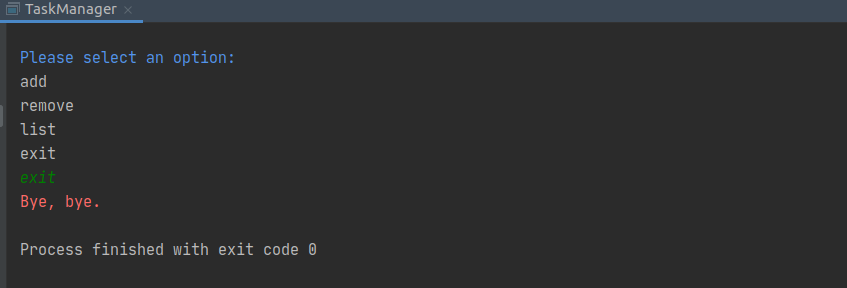 TaskManager
Please select an option:
add
remove
list
exit
exit
Bye, bye.
Process finished with exit code 0